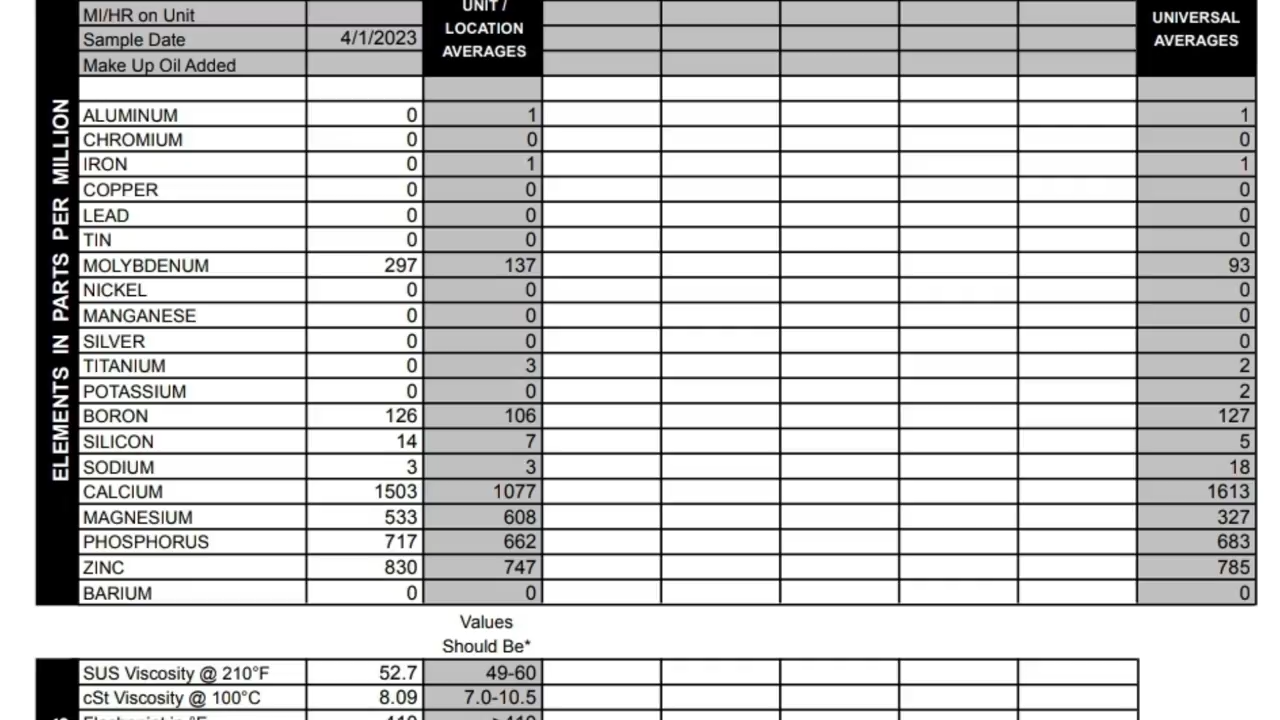 UNIT /
MI/HR on Unit
LOCATION
UNIVERSAL
Sample Date 4/1/2023
AVERAGES
AVERAGES
Make Up Oil Added
ELEMENTS IN PARTS PER MILLION
ALUMINUM 0 1 1
CHROMIUM 0 0 0
IRON 0 1 1
COPPER 0 0 0
LEAD 0 0 0
TIN 0 0 0
MOLYBDENUM 297 137 93
NICKEL 0 0 0
MANGANESE 0 0 0
SILVER 0 0 0
TITANIUM 0 3 2
POTASSIUM 0 0 2
BORON 126 106 127
SILICON 14 7 5
SODIUM 3 3 18
CALCIUM 1503 1077 1613
MAGNESIUM 533 608 327
PHOSPHORUS 717 662 683
ZINC 830 747 785
BARIUM 0 0 0
Values
Should Be*
SUS Viscosity @ 210°F 52.7 49-60
cSt Viscosity @ 100°C 8.09 7.0-10.5